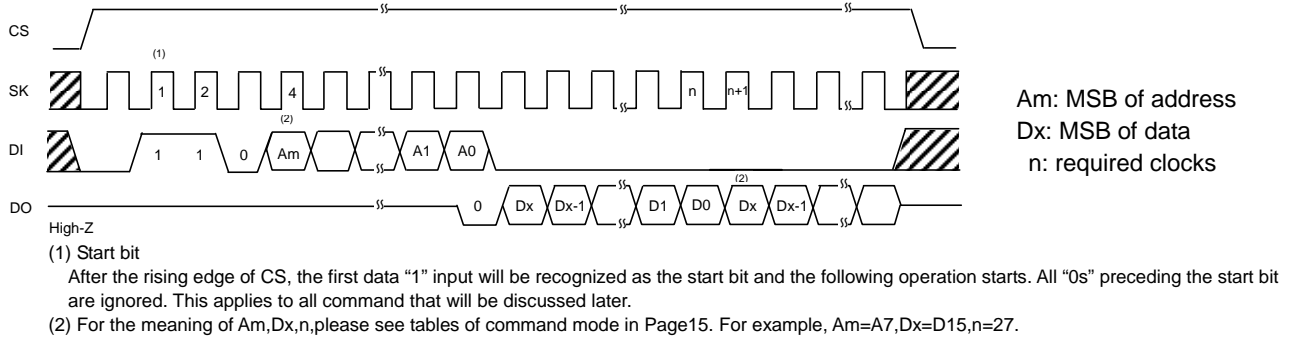 CS
(1)
SK 1 2 4 n n+1
(2)
DI 1 1 0 Am A1 A0
(2)
DO 0 Dx Dx-1 D1 D0 Dx Dx-1
High-Z
Am: MSB of address
Dx: MSB of data
n: required clocks
(1) Start bit
After the rising edge of CS, the first data “1” input will be recognized as the start bit and the following operation starts. All “0s” preceding the start bit
are ignored. This applies to all command that will be discussed later.
(2) For the meaning of Am,Dx,n,please see tables of command mode in Page15. For example, Am=A7,Dx=D15,n=27.